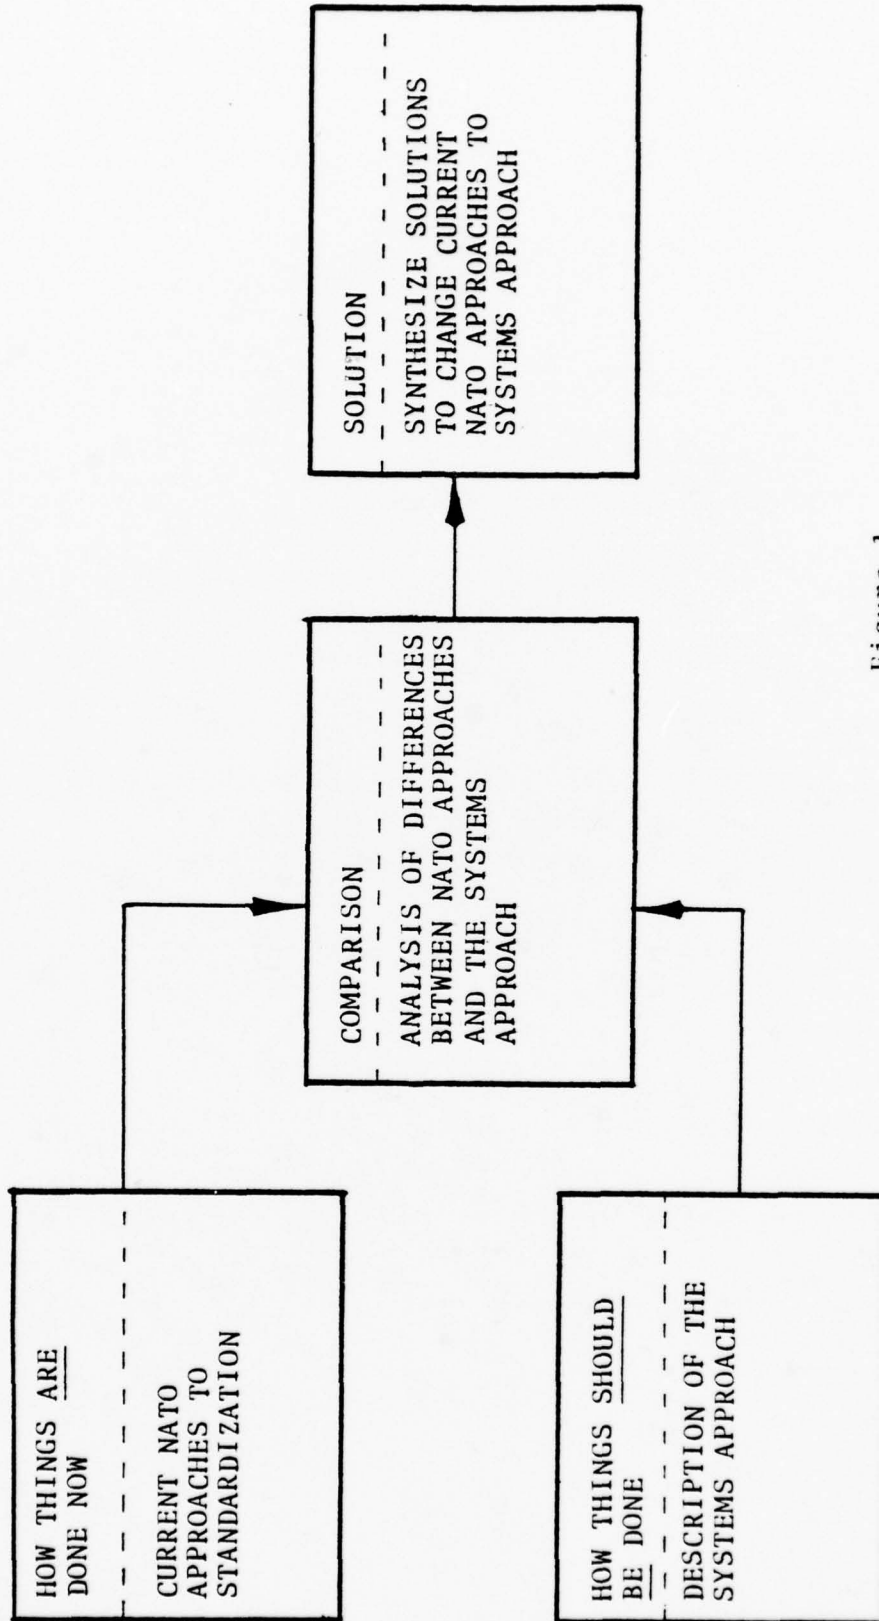 HOW THINGS ARE
DONE NOW
CURRENT NATO
APPROACHES TO
STANDARDIZATION
HOW THINGS SHOULD
BE DONE
DESCRIPTION OF THE
SYSTEMS APPROACH
COMPARISON
ANALYSIS OF DIFFERENCES
BETWEEN NATO APPROACHES
AND THE SYSTEMS
APPROACH
SOLUTION
SYNTHESIZE SOLUTIONS
TO CHANGE CURRENT
NATO APPROACHES TO
SYSTEMS APPROACH
Figure 1